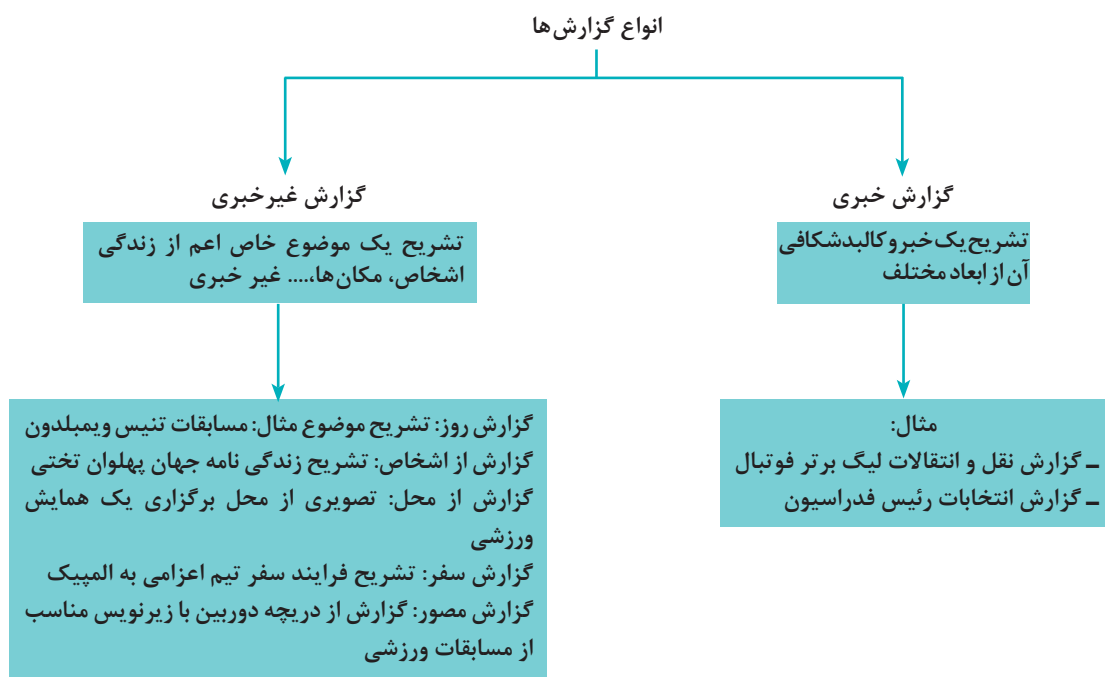 انواع گزارش‌ها
گزارش خبری
تشریح یک خبر و کالبدشکافی
آن از ابعاد مختلف
مثال:
ـ گزارش نقل و انتقالات لیگ برتر فوتبال
ـ گزارش انتخابات رئیس فدراسیون
گزارش غیرخبری
تشریح یک موضوع خاص اعم از زندگی
اشخاص، مکان‌ها،.... غیر خبری
گزارش روز: تشریح موضوع مثال: مسابقات تنیس ویمبلدون
گزارش از اشخاص: تشریح زندگی نامه جهان پهلوان تختی
گزارش از محل: تصویری از محل برگزاری یک همایش
ورزشی
گزارش سفر: تشریح فرایند سفر تیم اعزامی به المپیک
گزارش مصور: گزارش از دریچه دوربین با زیرنویس مناسب
از مسابقات ورزشی